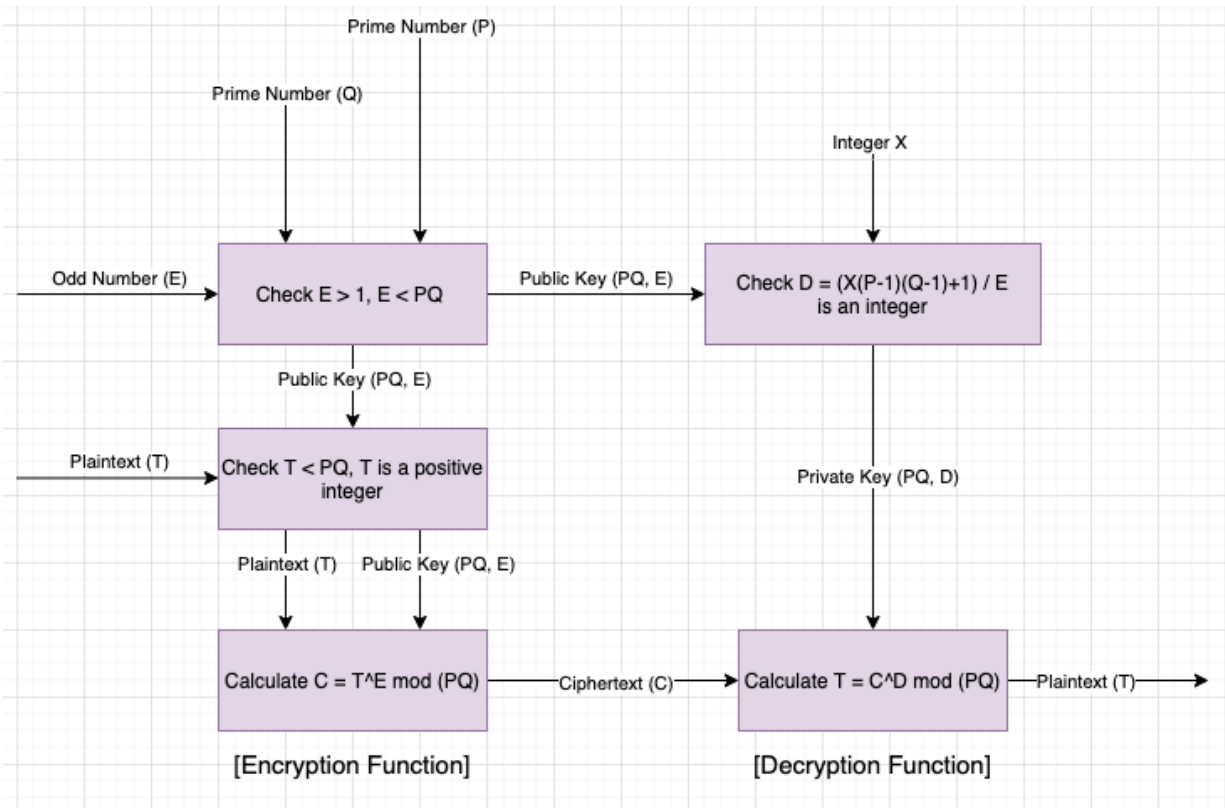 Prime Number (P)
Prime Number (Q)
Integer X
Odd Number (E)
Check E > 1, E < PQ
Public Key (PQ, E)
Check D = (X(P-1)(Q-1)+1) / E
is an integer
Public Key (PQ, E)
Plaintext (T)
Check T < PQ, T is a positive
integer
Private Key (PQ, D)
Plaintext (T)
Public Key (PQ, E)
Calculate C = T^E mod (PQ)
Ciphertext (C)
Calculate T = C^D mod (PQ)
Plaintext (T)
[Encryption Function]
[Decryption Function]